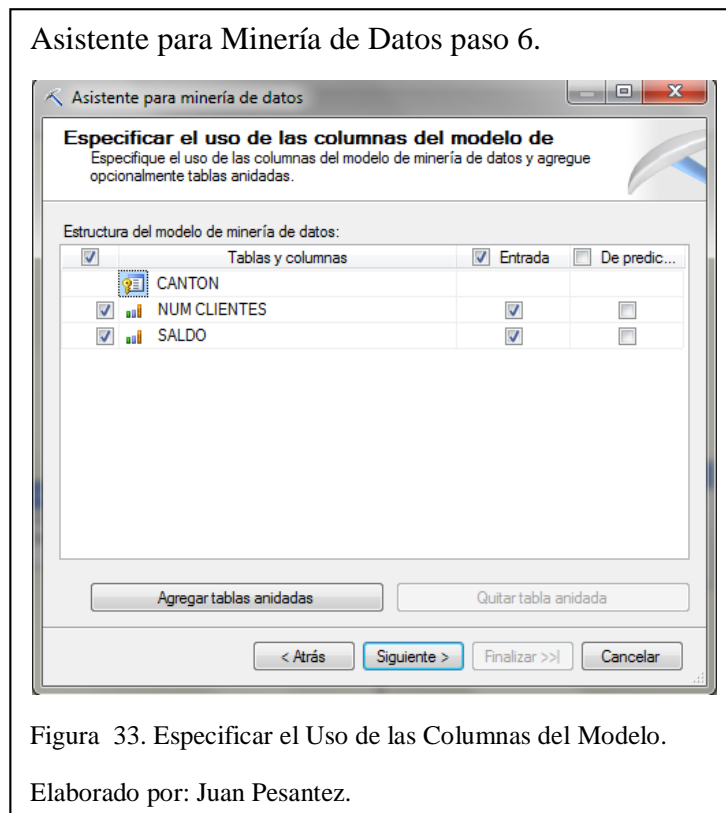 Asistente para Minería de Datos paso 6.
Asistente para minería de datos
Especificar el uso de las columnas del modelo de
Especifique el uso de las columnas del modelo de minería de datos y agregue
opcionalmente tablas anidadas.
Estructura del modelo de minería de datos:
Tablas y columnas Entrada De predic...
CANTON
NUM CLIENTES
SALDO
Agregar tablas anidadas Quitar tabla anidada
< Atrás Siguiente > Finalizar >>| Cancelar
Figura 33. Especificar el Uso de las Columnas del Modelo.
Elaborado por: Juan Pesantez.